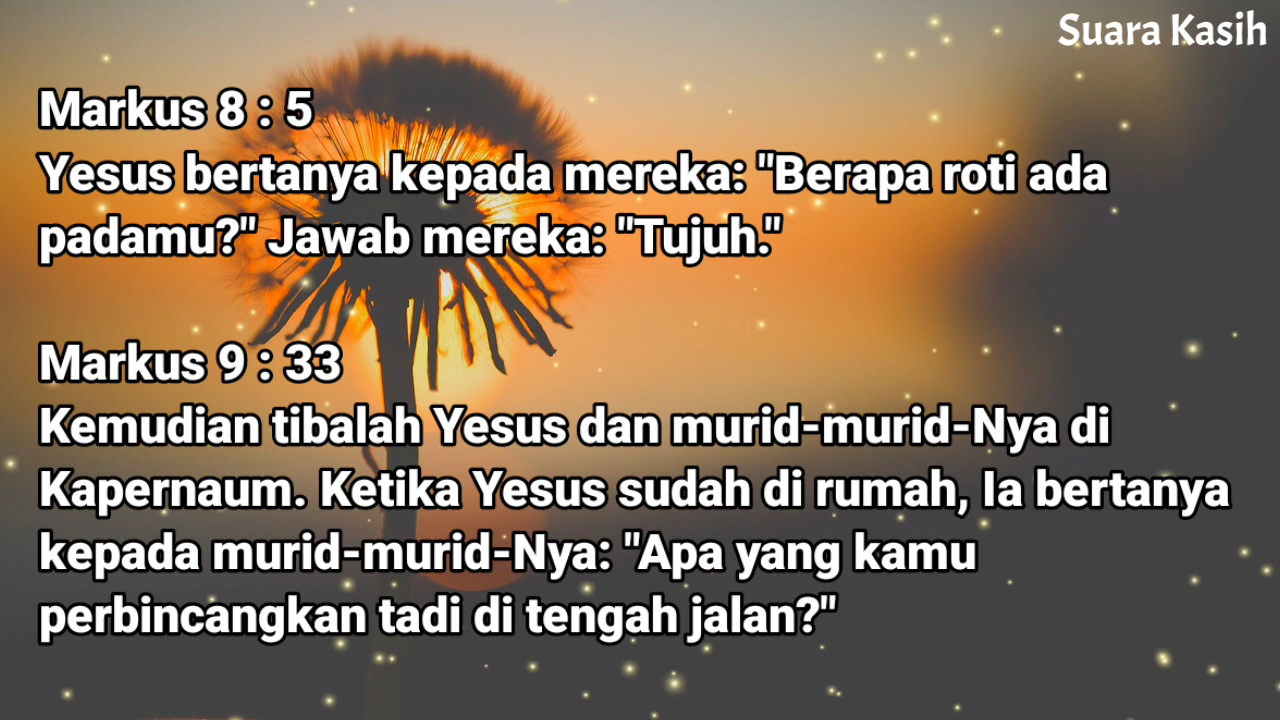 Suara Kasih
Markus 8 : 5
Yesus bertanya kepada mereka: "Berapa roti ada
padamu?" Jawab mereka: "Tujuh."
Markus 9 : 33
Kemudian tibalah Yesus dan murid-murid-Nya di
Kapernaum. Ketika Yesus sudah di rumah, Ia bertanya
kepada murid-murid-Nya: "Apa yang kamu
perbincangkan tadi di tengah jalan?"